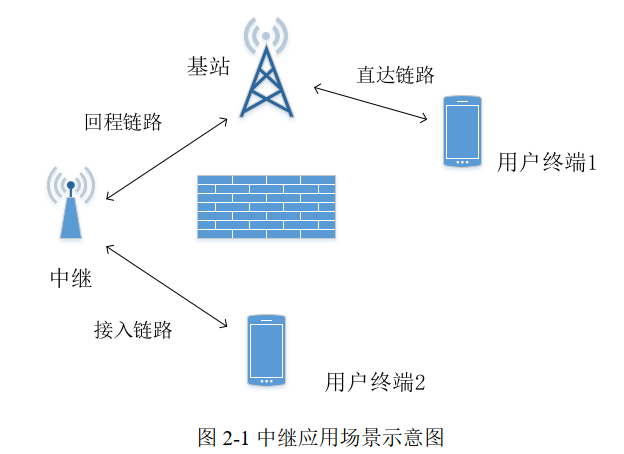 基站
直达链路
回程链路
用户终端1
中继
接入链路
用户终端2
图 2-1 中继应用场景示意图